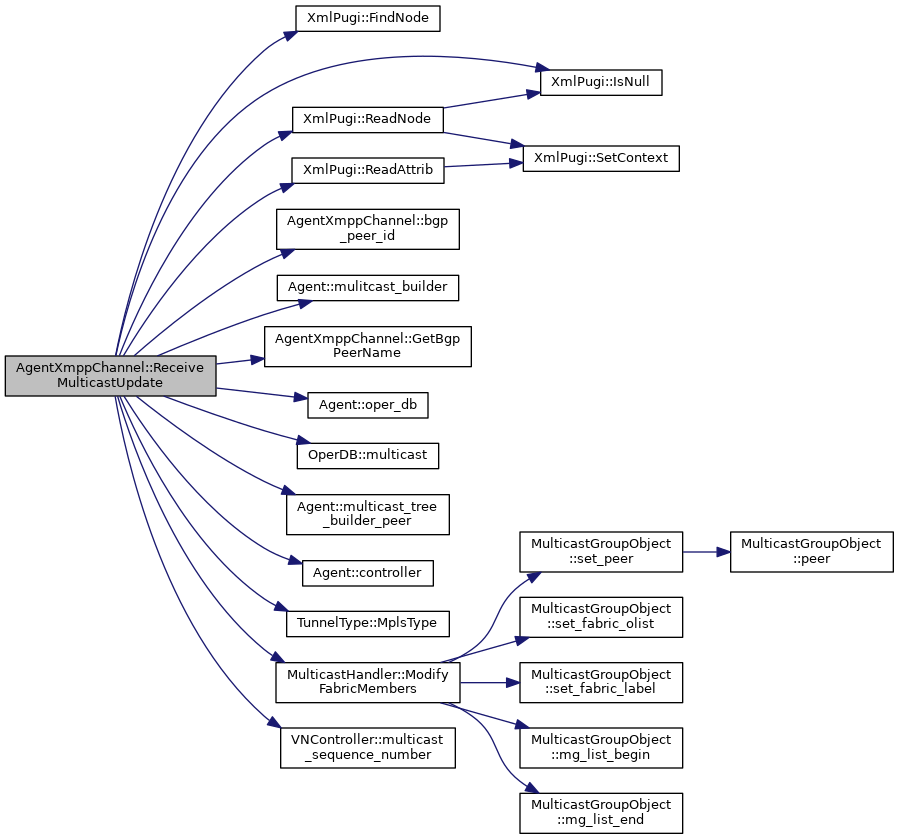 XmlPugi::FindNode
XmlPugi::IsNull
XmlPugi::ReadNode
XmlPugi::SetContext
XmlPugi::ReadAttrib
AgentXmppChannel::bgp
_peer_id
Agent::mulitcast_builder
AgentXmppChannel::GetBgp
PeerName
AgentXmppChannel::Receive
MulticastUpdate
Agent::oper_db
OperDB::multicast
Agent::multicast_tree
_builder_peer
MulticastGroupObject
::set_peer
MulticastGroupObject
::peer
Agent::controller
TunnelType::MplsType
MulticastGroupObject
::set_fabric_olist
MulticastHandler::Modify
FabricMembers
MulticastGroupObject
::set_fabric_label
VNController::multicast
_sequence_number
MulticastGroupObject
::mg_list_begin
MulticastGroupObject
::mg_list_end